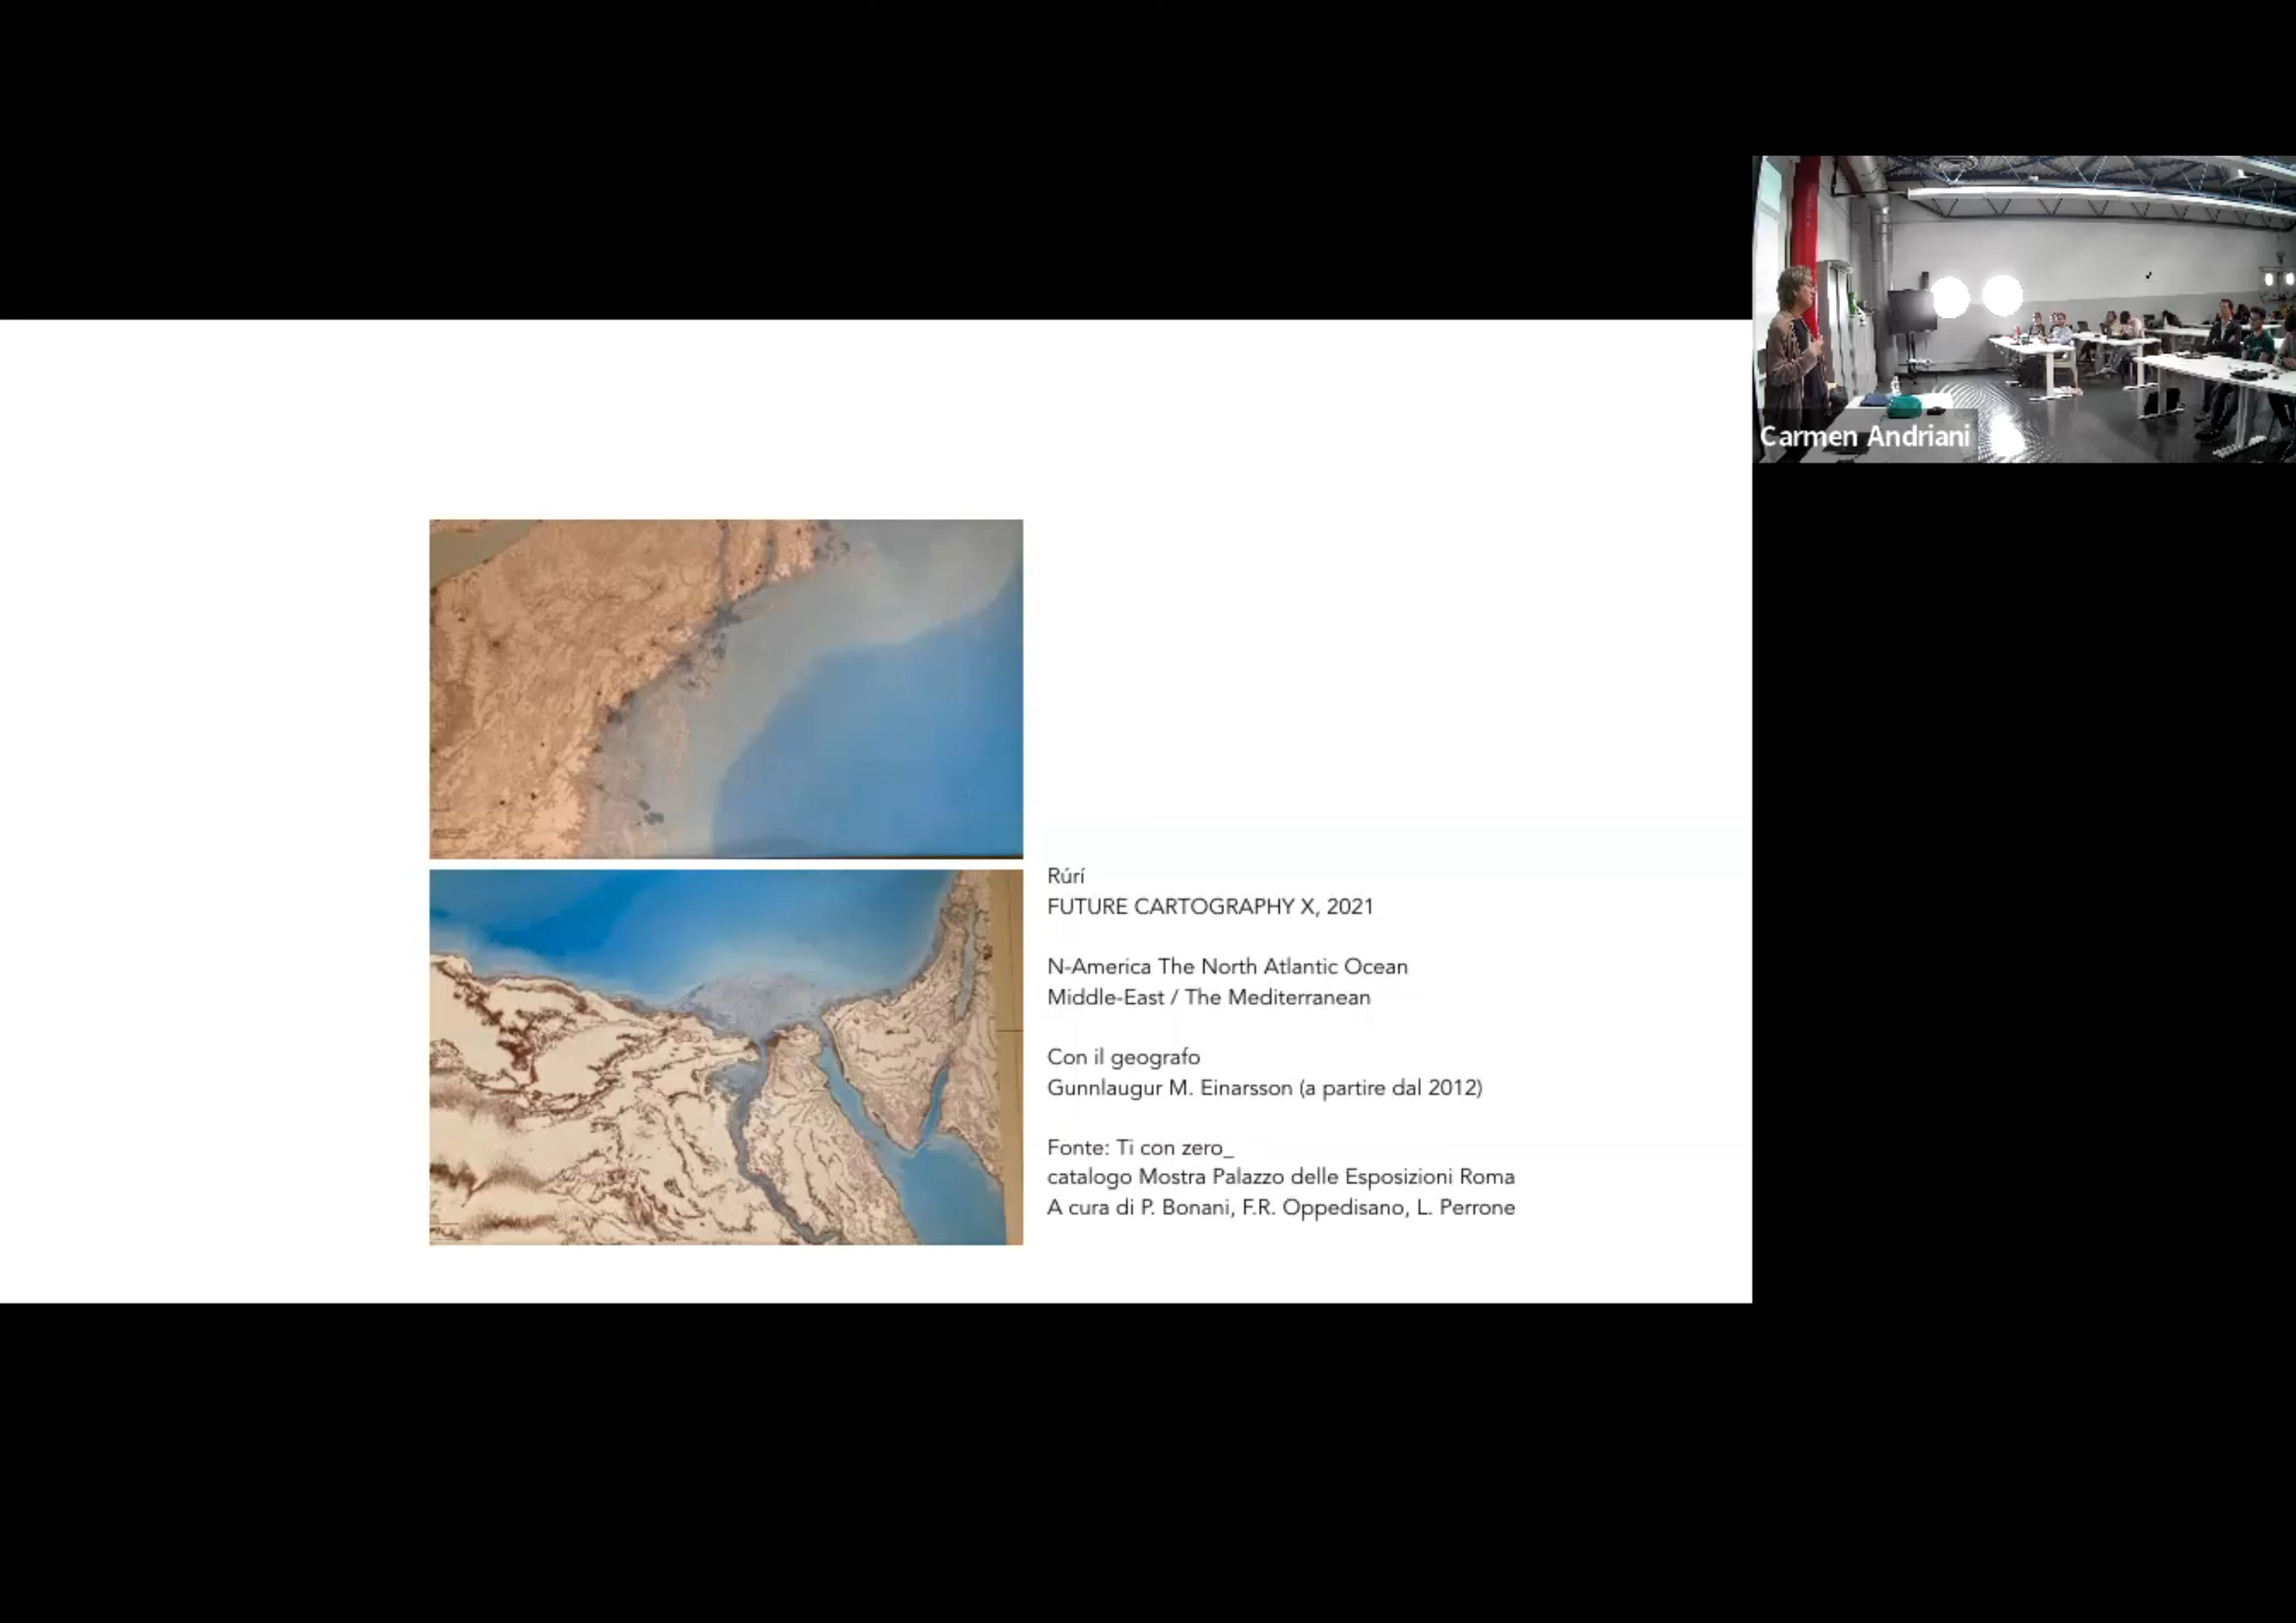 Carmen Andriani
Rúrí
FUTURE CARTOGRAPHY X, 2021
N-America The North Atlantic Ocean
Middle-East / The Mediterranean
Con il geografo
Gunnlaugur M. Einarsson (a partire dal 2012)
Fonte: Ti con zero_
catalogo Mostra Palazzo delle Esposizioni Roma
A cura di P. Bonani, F.R. Oppedisano, L. Perrone